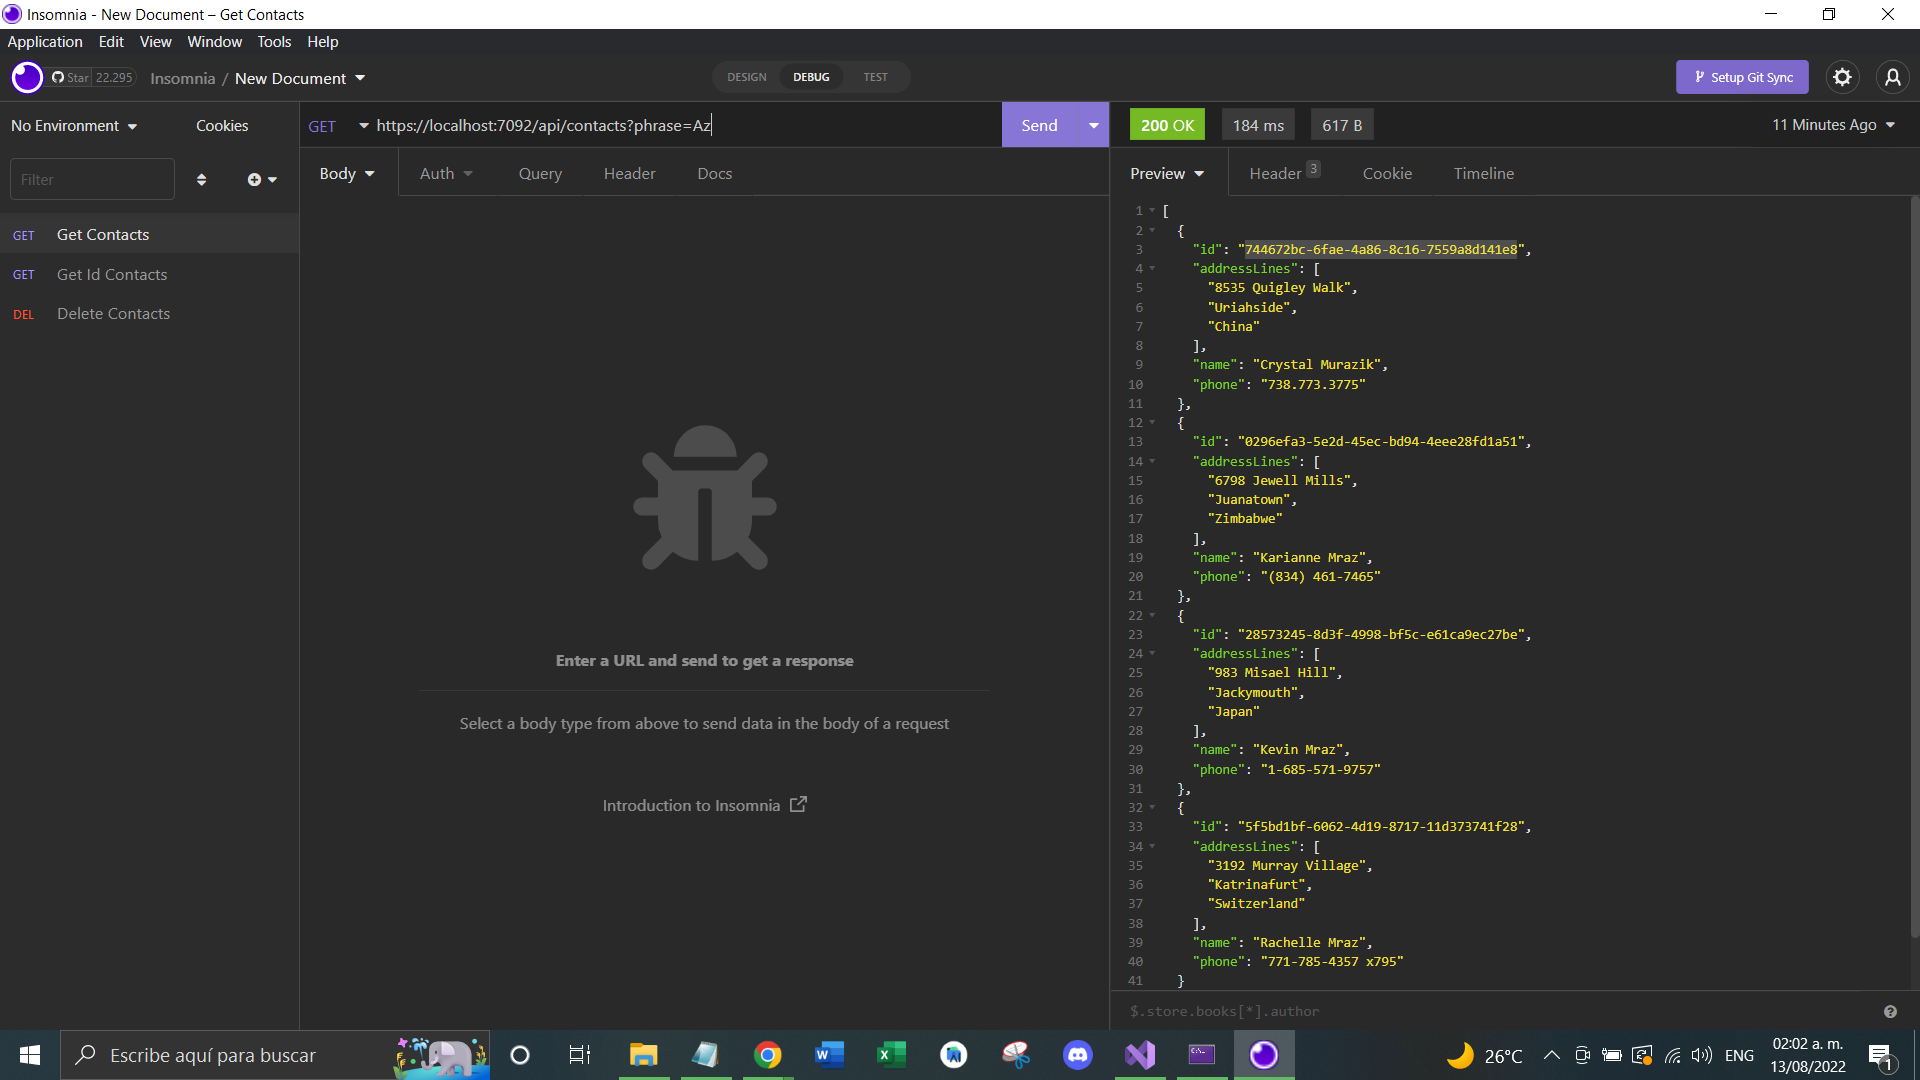 Insomnia - New Document – Get Contacts
Application Edit View Window Tools Help
Star 22.295 Insomnia / New Document
DESIGN DEBUG TEST
Setup Git Sync
No Environment Cookies
GET https://localhost:7092/api/contacts?phrase=Az
Send
200 OK 184 ms 617 B 11 Minutes Ago
Filter
Body Auth Query Header Docs
Preview Header 3 Cookie Timeline
GET Get Contacts
GET Get Id Contacts
DEL Delete Contacts
Enter a URL and send to get a response
Select a body type from above to send data in the body of a request
Introduction to Insomnia
1 [
2 {
3 "id": "744672bc-6fae-4a86-8c16-7559a8d141e8",
4 "addressLines": [
5 "8535 Quigley Walk",
6 "Uriahside",
7 "China"
8 ],
9 "name": "Crystal Murazik",
10 "phone": "738.773.3775"
11 },
12 {
13 "id": "0296efa3-5e2d-45ec-bd94-4eee28fd1a51",
14 "addressLines": [
15 "6798 Jewell Mills",
16 "Juanatown",
17 "Zimbabwe"
18 ],
19 "name": "Karianne Mraz",
20 "phone": "(834) 461-7465"
21 },
22 {
23 "id": "28573245-8d3f-4998-bf5c-e61ca9ec27be",
24 "addressLines": [
25 "983 Misael Hill",
26 "Jackymouth",
27 "Japan"
28 ],
29 "name": "Kevin Mraz",
30 "phone": "1-685-571-9757"
31 },
32 {
33 "id": "5f5bd1bf-6062-4d19-8717-11d373741f28",
34 "addressLines": [
35 "3192 Murray Village",
36 "Katrinafurt",
37 "Switzerland"
38 ],
39 "name": "Rachelle Mraz",
40 "phone": "771-785-4357 x795"
41 }
$.store.books[*].author
Escribe aquí para buscar
26°C
ENG
02:02 a. m.
13/08/2022
1